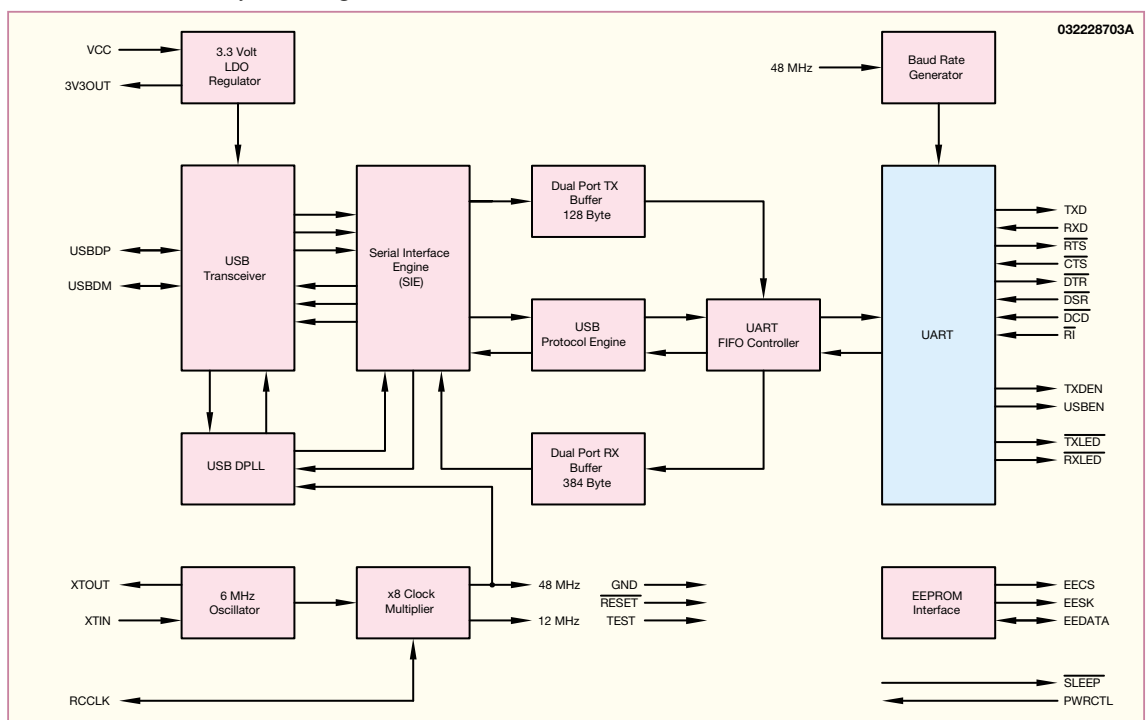 032228703A
VCC
3V3OUT
3.3 Volt
LDO
Regulator
48 MHz
Baud Rate
Generator
USBDP
USBDM
USB
Transceiver
Serial Interface
Engine
(SIE)
Dual Port TX
Buffer
128 Byte
USB
Protocol Engine
UART
FIFO Controller
UART
TXD
RXD
RTS
CTS
DTR
DSR
DCD
RI
TXDEN
USBEN
TXLED
RXLED
USB DPLL
Dual Port RX
Buffer
384 Byte
XTOUT
XTIN
6 MHz
Oscillator
x8 Clock
Multiplier
48 MHz
12 MHz
GND
RESET
TEST
EEPROM
Interface
EECS
EESK
EEDATA
RCCLK
SLEEP
PWRCTL